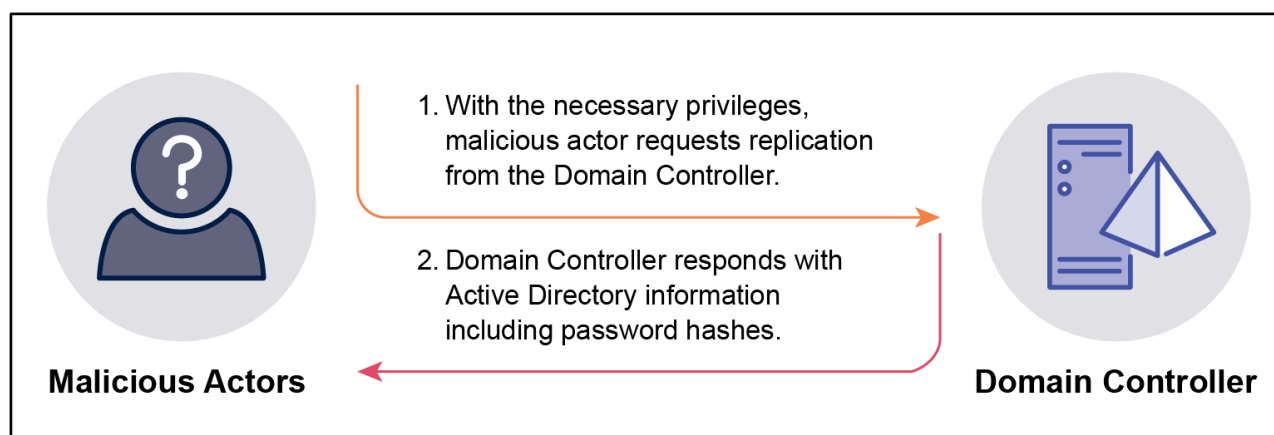 ?
1. With the necessary privileges,
malicious actor requests replication
from the Domain Controller.
2. Domain Controller responds with
Active Directory information
including password hashes.
Malicious Actors
Domain Controller